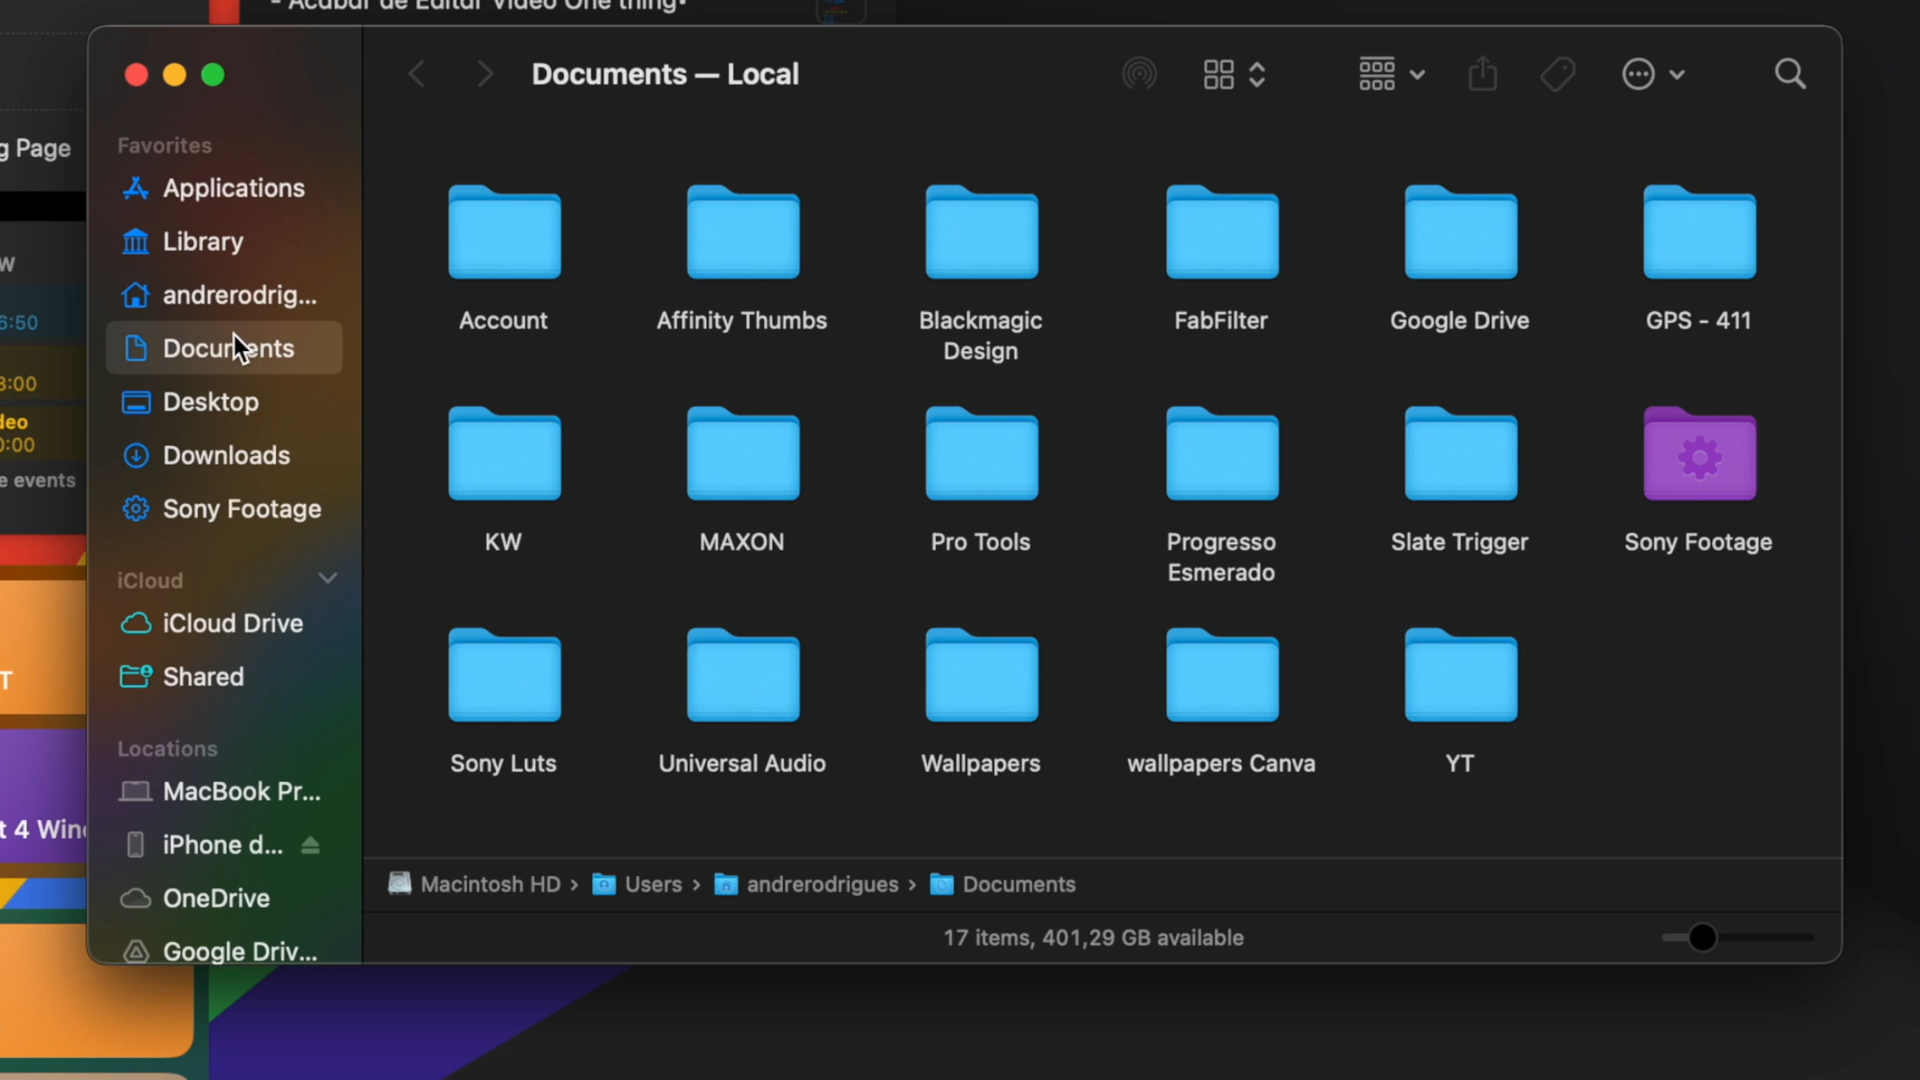 - Acabar de Editar Video One thing•
Documents — Local
g Page
w
6:50
3:00
deo
0:00
e events
T
t 4 Wind
Favorites
Applications
Library
andrerodrig...
Documents
Desktop
Downloads
Sony Footage
iCloud
iCloud Drive
Shared
Locations
MacBook Pr...
iPhone d...
OneDrive
Google Driv...
Account
Affinity Thumbs
Blackmagic
Design
FabFilter
Google Drive
GPS - 411
KW
MAXON
Pro Tools
Progresso
Esmerado
Slate Trigger
Sony Footage
Sony Luts
Universal Audio
Wallpapers
wallpapers Canva
YT
Macintosh HD › Users › andrerodrigues › Documents
17 items, 401,29 GB available